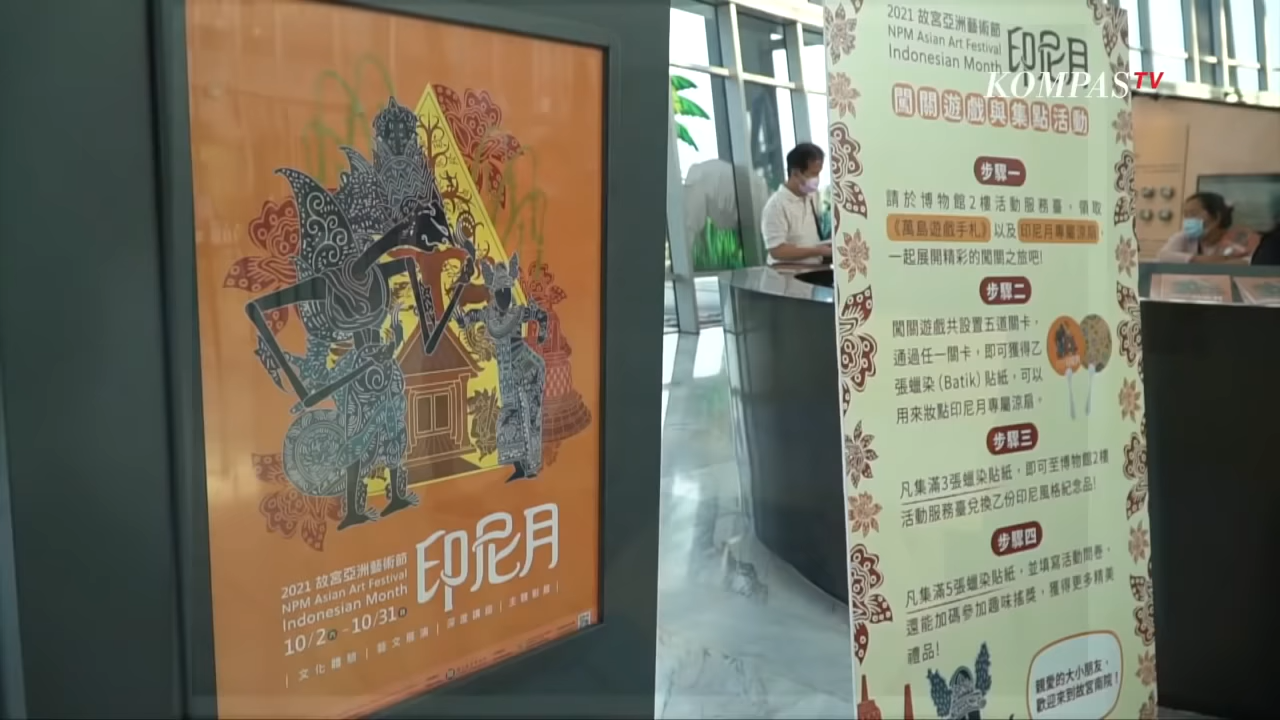 2021 故宮亞洲藝術節
NPM Asian Art Festival
Indonesian Month
印尼月
10/2 -10/31
文化體驗 | 藝文展演 | 深度講座 | 主題影展 |
2021 故宮亞洲藝術節
NPM Asian Art Festival
Indonesian Month
印尼月
KOMPASTV
闖關遊戲與集點活動
步驟一
請於博物館2樓活動服務臺，領取
《萬島遊戲手札》以及印尼月專屬涼扇，
一起展開精彩的闖關之旅吧！
步驟二
闖關遊戲共設置五道關卡，
通過任一關卡，即可獲得乙
張蠟染（Batik）貼紙，可以
用來妝點印尼月專屬涼扇。
步驟三
凡集滿3張蠟染貼紙，即可至博物館2樓
活動服務臺兌換乙份印尼風格紀念品！
步驟四
凡集滿5張蠟染貼紙，並填寫活動問卷，
還能加碼參加趣味搖獎，獲得更多精美
禮品！
親愛的大小朋友，
歡迎來到故宮南院！